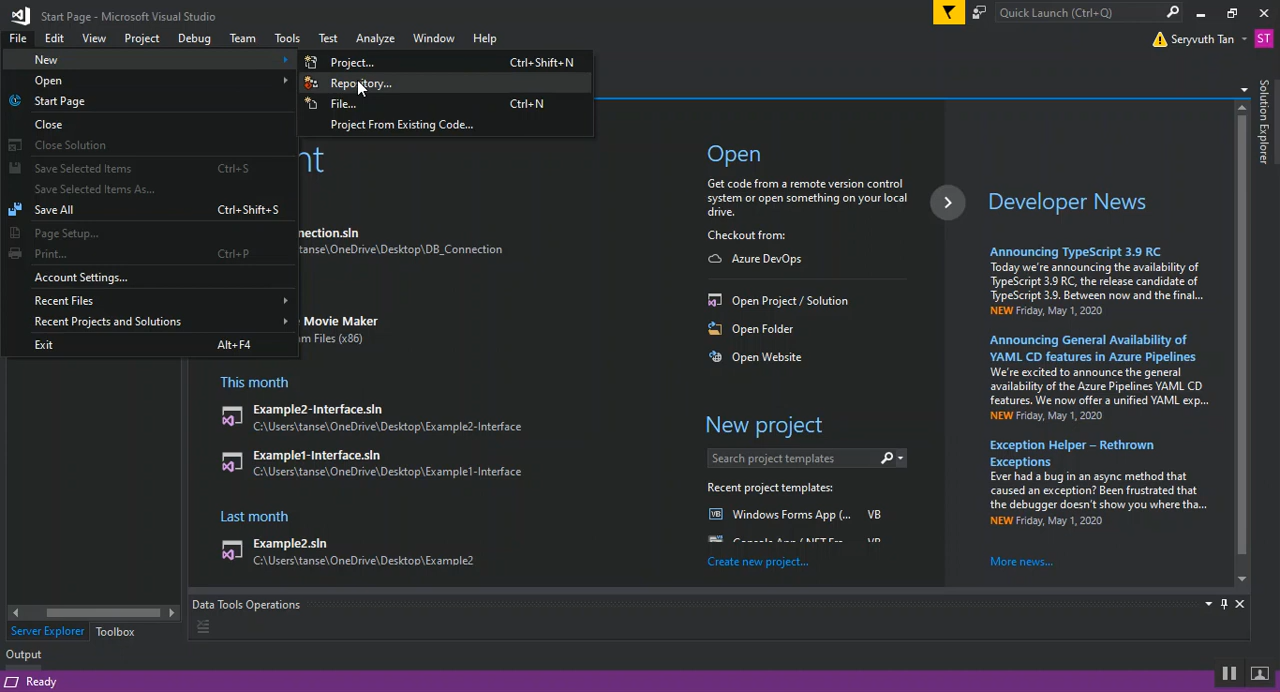 Start Page - Microsoft Visual Studio
Quick Launch (Ctrl+Q)
File Edit View Project Debug Team Tools Test Analyze Window Help
Seryvuth Tan ST
New
Open
Start Page
Close
Close Solution
Save Selected Items Ctrl+S
Save Selected Items As...
Save All Ctrl+Shift+S
Page Setup...
Print... Ctrl+P
Account Settings...
Recent Files
Recent Projects and Solutions
Exit Alt+F4
Project... Ctrl+Shift+N
Repository...
File... Ctrl+N
Project From Existing Code...
nt
nection.sln
tanse\OneDrive\Desktop\DB_Connection
Movie Maker
am Files (x86)
This month
Example2-Interface.sln
C:\Users\tanse\OneDrive\Desktop\Example2-Interface
Example1-Interface.sln
C:\Users\tanse\OneDrive\Desktop\Example1-Interface
Last month
Example2.sln
C:\Users\tanse\OneDrive\Desktop\Example2
Open
Get code from a remote version control
system or open something on your local
drive.
Checkout from:
Azure DevOps
Open Project / Solution
Open Folder
Open Website
New project
Search project templates
Recent project templates:
Windows Forms App (... VB
Console App (.NET Fra... VB
Create new project...
Developer News
Announcing TypeScript 3.9 RC
Today we're announcing the availability of
TypeScript 3.9 RC, the release candidate of
TypeScript 3.9. Between now and the final...
NEW Friday, May 1, 2020
Announcing General Availability of
YAML CD features in Azure Pipelines
We're excited to announce the general
availability of the Azure Pipelines YAML CD
features. We now offer a unified YAML exp...
NEW Friday, May 1, 2020
Exception Helper – Rethrown
Exceptions
Ever had a bug in an async method that
caused an exception? Been frustrated that
the debugger doesn't show you where tha...
NEW Friday, May 1, 2020
More news...
Solution Explorer
Data Tools Operations
Server Explorer Toolbox
Output
Ready